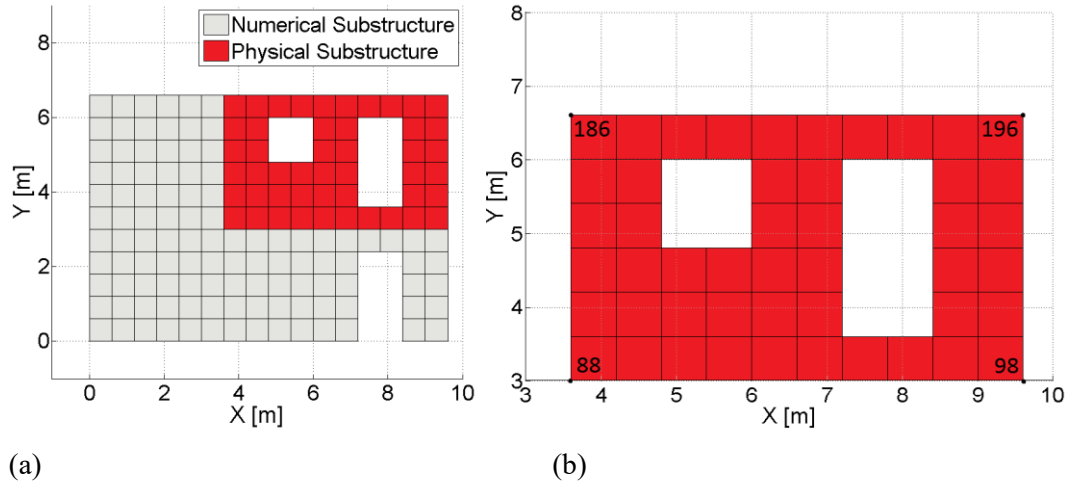 Numerical Substructure
Physical Substructure
8
6
4
2
0
Y [m]
0 2 4 6 8 10
X [m]
(a)
8
7
6
5
4
3
Y [m]
186 196
88 98
3 4 5 6 7 8 9 10
X [m]
(b)